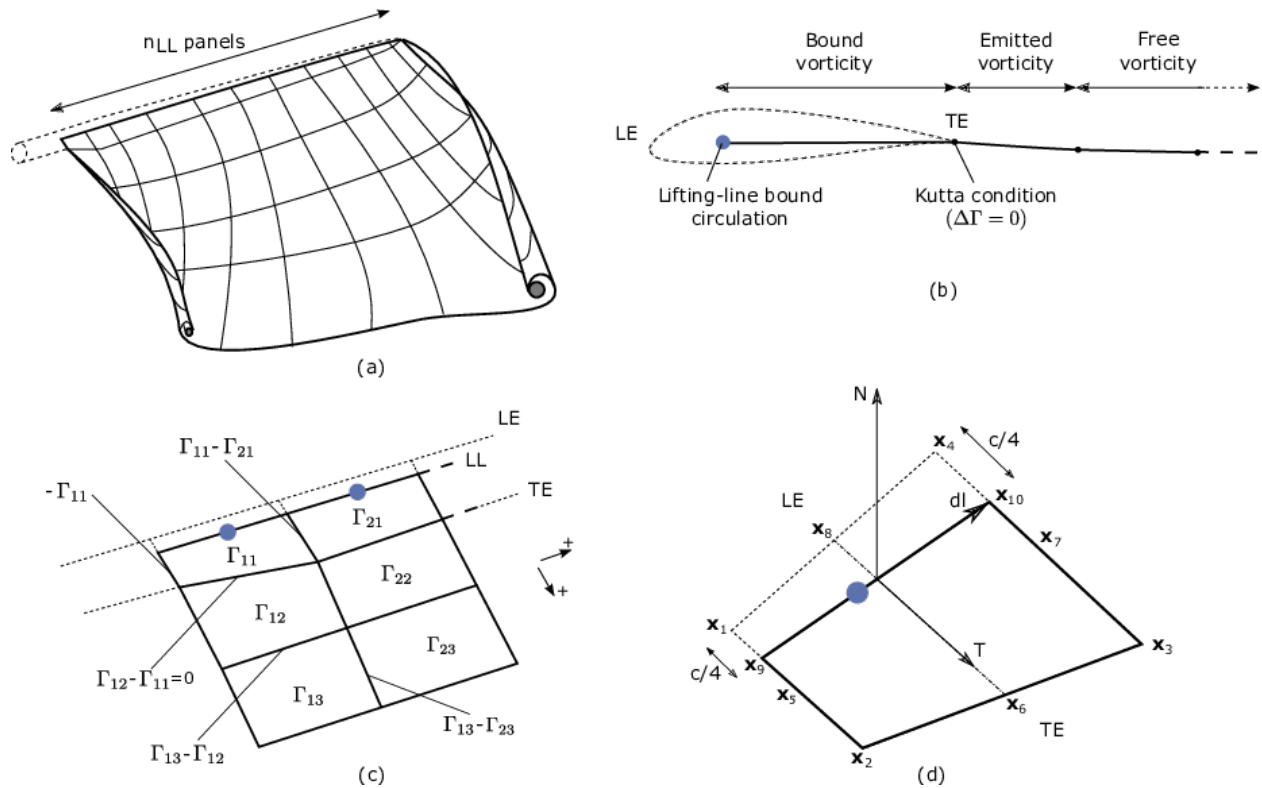 n_LL panels
(a)
Bound vorticity
Emitted vorticity
Free vorticity
LE
TE
Lifting-line bound circulation
Kutta condition
(ΔΓ = 0)
(b)
LE
LL
TE
Γ₁₁-Γ₂₁
-Γ₁₁
Γ₂₁
Γ₁₁
Γ₂₂
Γ₁₂
Γ₂₃
Γ₁₃
+
+
Γ₁₂-Γ₁₁=0
Γ₁₃-Γ₁₂
Γ₁₃-Γ₂₃
(c)
N
x₄
c/4
LE
dl
x₁₀
x₈
x₇
x₁
T
x₃
x₉
c/4
x₅
x₆
TE
x₂
(d)